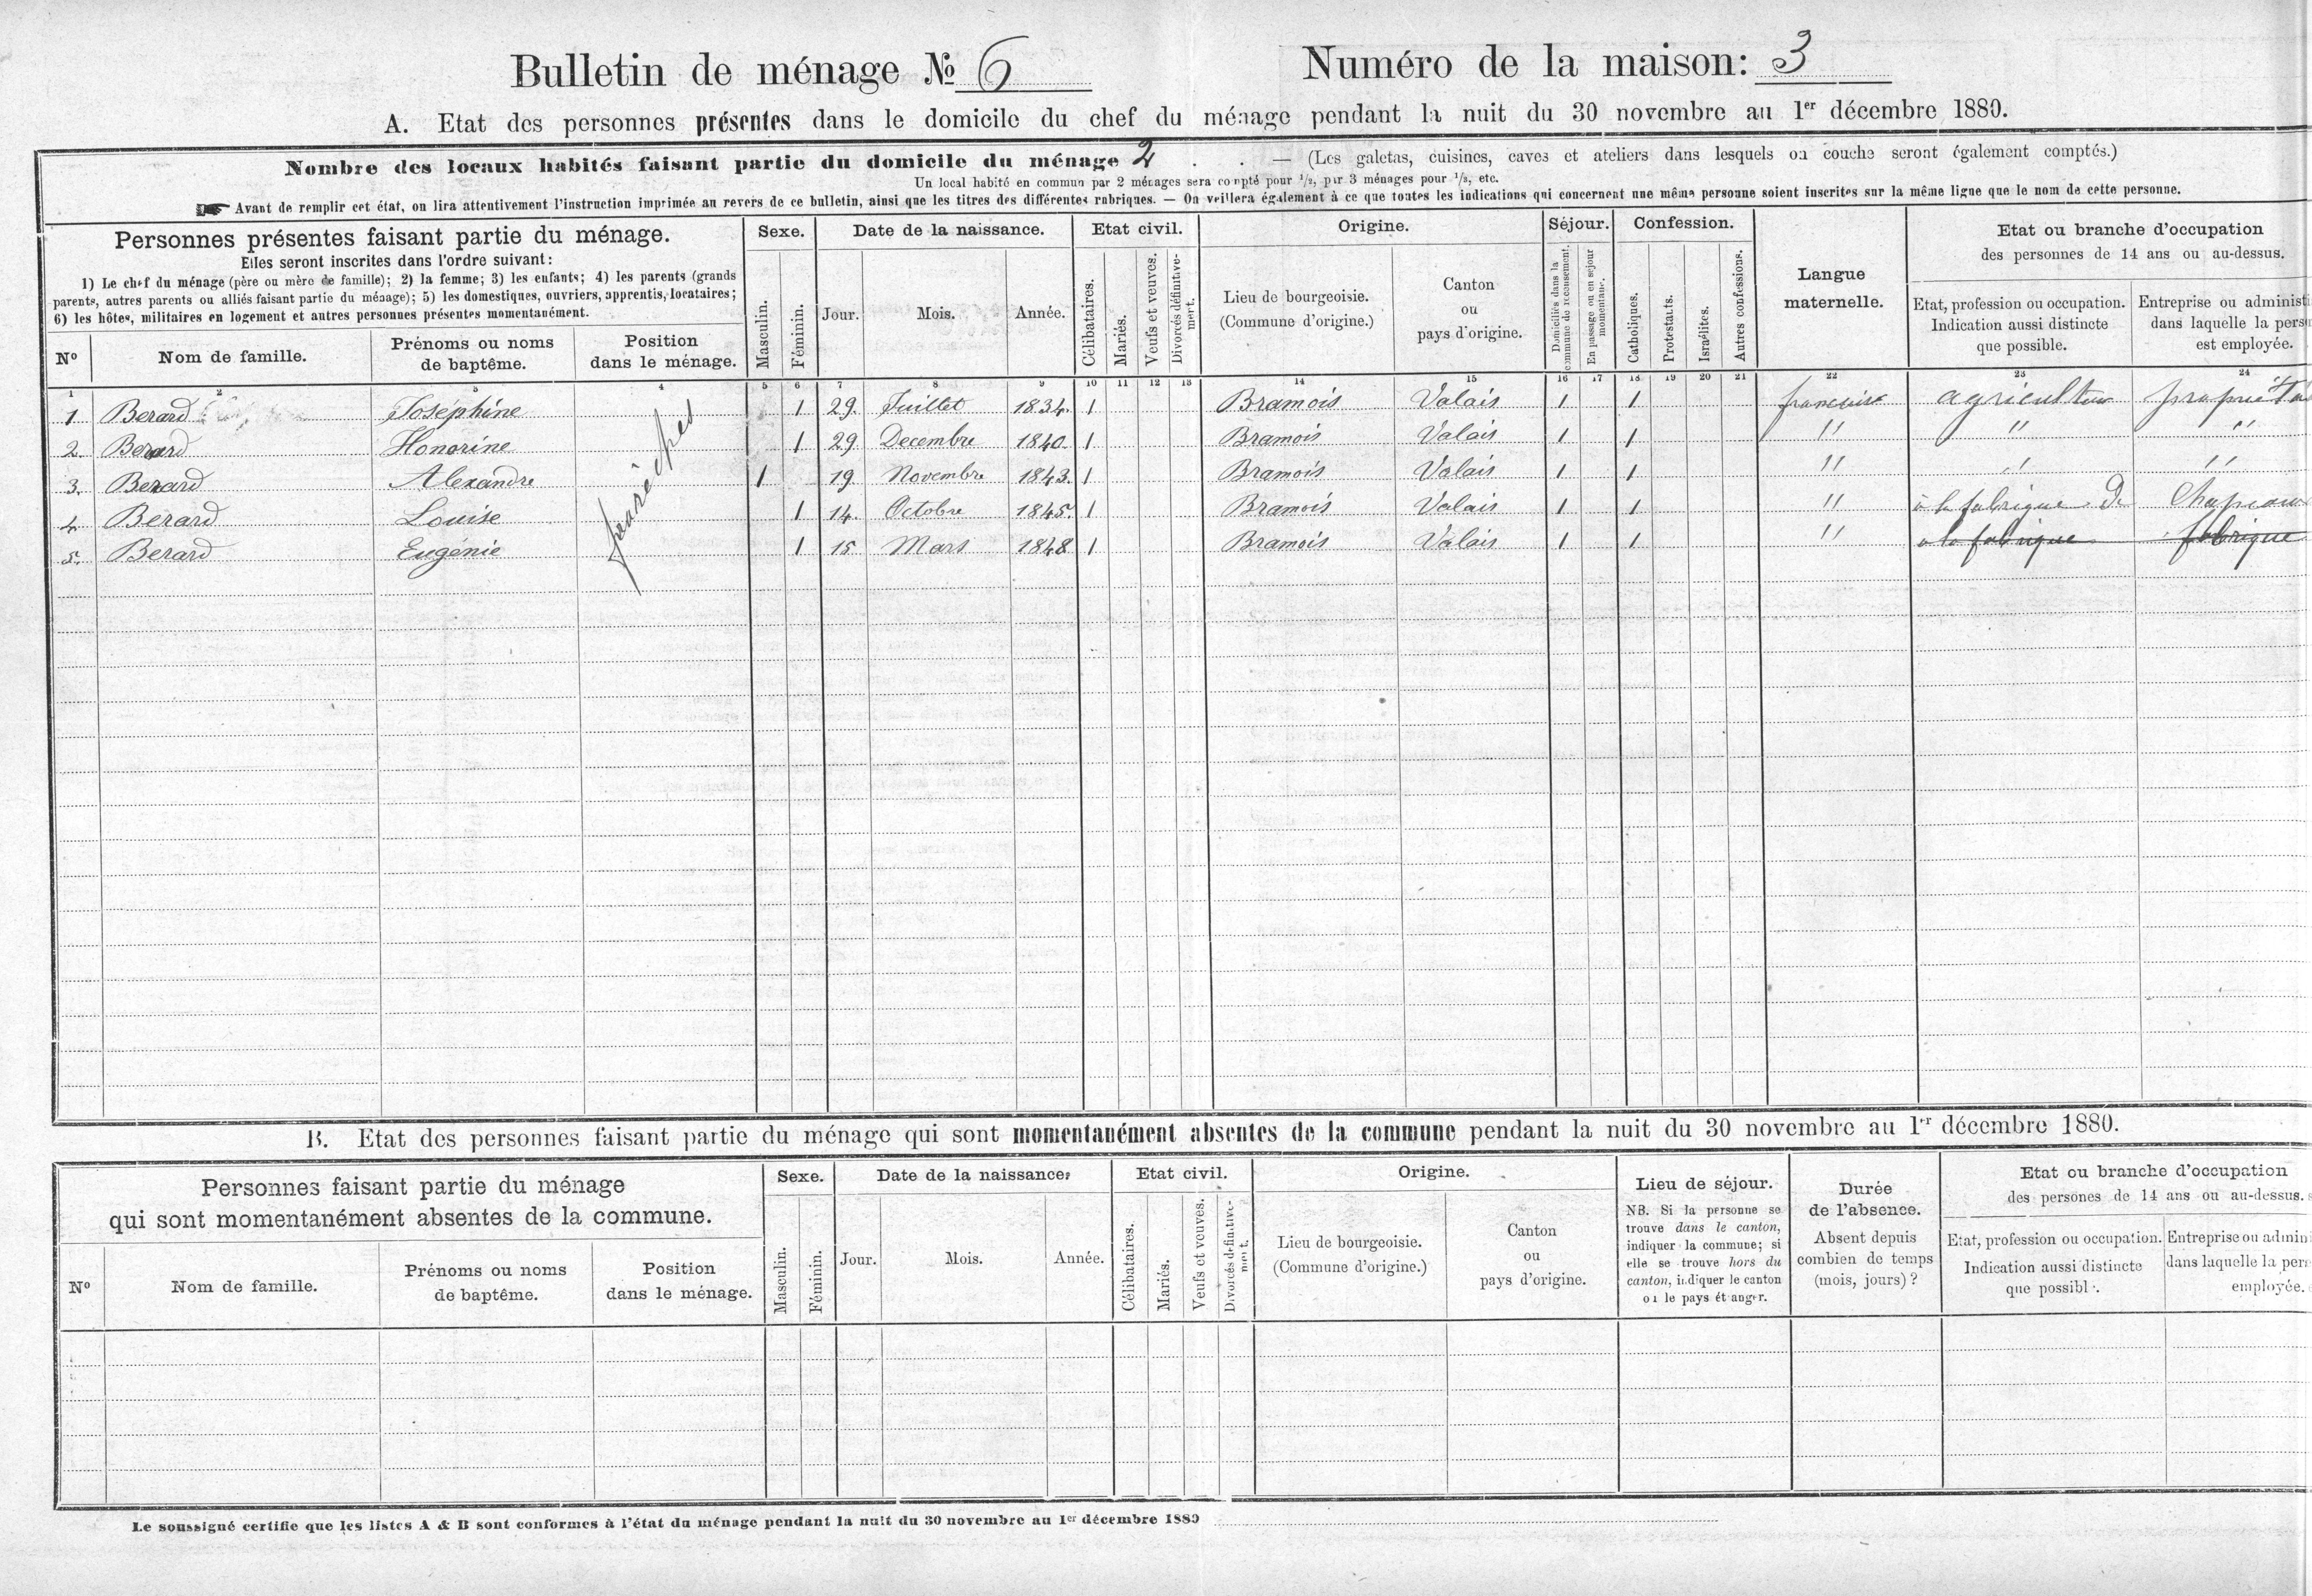 Bulletin de ménage № 6
Numéro de la maison: 3
A. Etat des personnes présentes dans le domicile du chef du ménage pendant la nuit du 30 novembre au 1er décembre 1880.
Nombre des locaux habités faisant partie du domicile du ménage 2 . . — (Les galetas, cuisines, caves et ateliers dans lesquels on couche seront également comptés.)
Un local habité en commun par 2 ménages sera compté pour 1/2, par 3 ménages pour 1/3, etc.
Avant de remplir cet état, on lira attentivement l'instruction imprimée au revers de ce bulletin, ainsi que les titres des différentes rubriques. — On veillera également à ce que toutes les indications qui concernent une même personne soient inscrites sur la même ligne que le nom de cette personne.
Personnes présentes faisant partie du ménage.
Elles seront inscrites dans l'ordre suivant:
1) Le chef du ménage (père ou mère de famille); 2) la femme; 3) les enfants; 4) les parents (grands
parents, autres parents ou alliés faisant partie du ménage); 5) les domestiques, ouvriers, apprentis, locataires;
6) les hôtes, militaires en logement et autres personnes présentes momentanément.
Nº Nom de famille. Prénoms ou noms de baptême. Position dans le ménage.
Sexe. Masculin. Féminin.
Date de la naissance. Jour. Mois. Année.
Etat civil. Célibataires. Mariés. Veufs et veuves. Divorcés définitivement.
Origine. Lieu de bourgeoisie. (Commune d'origine.) Canton ou pays d'origine.
Séjour. Domiciliés dans la commune de recensement. En passage ou en séjour momentané.
Confession. Catholiques. Protestants. Israélites. Autres confessions.
Langue maternelle.
Etat ou branche d'occupation
des personnes de 14 ans ou au-dessus.
Etat, profession ou occupation. Indication aussi distincte que possible.
Entreprise ou administ
dans laquelle la perso
est employée.
1 2 3 4 5 6 7 8 9 10 11 12 13 14 15 16 17 18 19 20 21 22 23 24
1 Berard Joséphine 1 29. Juillet 1834. 1 Bramois Valais 1 1 française agriculteur propriéta
2 Berard Honorine 1 29 Decembre 1840. 1 Bramois Valais 1 1 " " "
3. Berard Alexandre 1 19 Novembre 1843. 1 Bramois Valais 1 1 " " "
4 Berard Louise 1 14. Octobre 1845. 1 Bramois Valais 1 1 " à la fabrique De Chapeaux
5. Berard Eugénie 1 15 Mars 1848 1 Bramois Valais 1 1 " a la fabrique fabrique
B. Etat des personnes faisant partie du ménage qui sont momentanément absentes de la commune pendant la nuit du 30 novembre au 1er décembre 1880.
Personnes faisant partie du ménage
qui sont momentanément absentes de la commune.
Nº Nom de famille. Prénoms ou noms de baptême. Position dans le ménage.
Sexe. Masculin. Féminin.
Date de la naissance. Jour. Mois. Année.
Etat civil. Célibataires. Mariés. Veufs et veuves. Divorcés définitivement.
Origine. Lieu de bourgeoisie. (Commune d'origine.) Canton ou pays d'origine.
Lieu de séjour.
NB. Si la personne se
trouve dans le canton,
indiquer la commune; si
elle se trouve hors du
canton, indiquer le canton
ou le pays étranger.
Durée
de l'absence.
Absent depuis
combien de temps
(mois, jours)?
Etat ou branche d'occupation
des persones de 14 ans ou au-dessus.
Etat, profession ou occupation. Indication aussi distincte que possible.
Entreprise ou admini
dans laquelle la pers
employée.
Le soussigné certifie que les listes A & B sont conformes à l'état du ménage pendant la nuit du 30 novembre au 1er décembre 1880